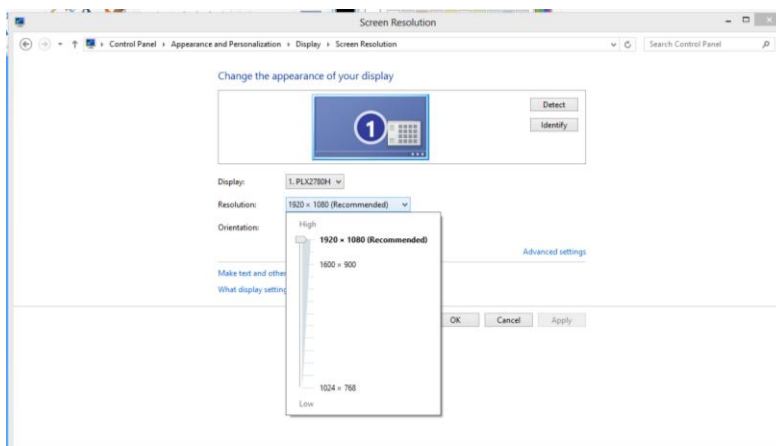 Screen Resolution
Control Panel › Appearance and Personalization › Display › Screen Resolution
Search Control Panel
Change the appearance of your display
1
Detect
Identify
Display:
1. PLX2780H
Resolution:
1920 × 1080 (Recommended)
Orientation:
High
1920 × 1080 (Recommended)
1600 × 900
1024 × 768
Low
Advanced settings
Make text and other
What display setting
OK
Cancel
Apply